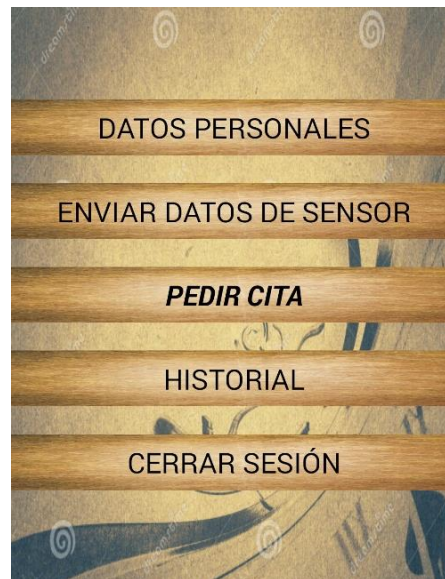 DATOS PERSONALES
ENVIAR DATOS DE SENSOR
PEDIR CITA
HISTORIAL
CERRAR SESIÓN